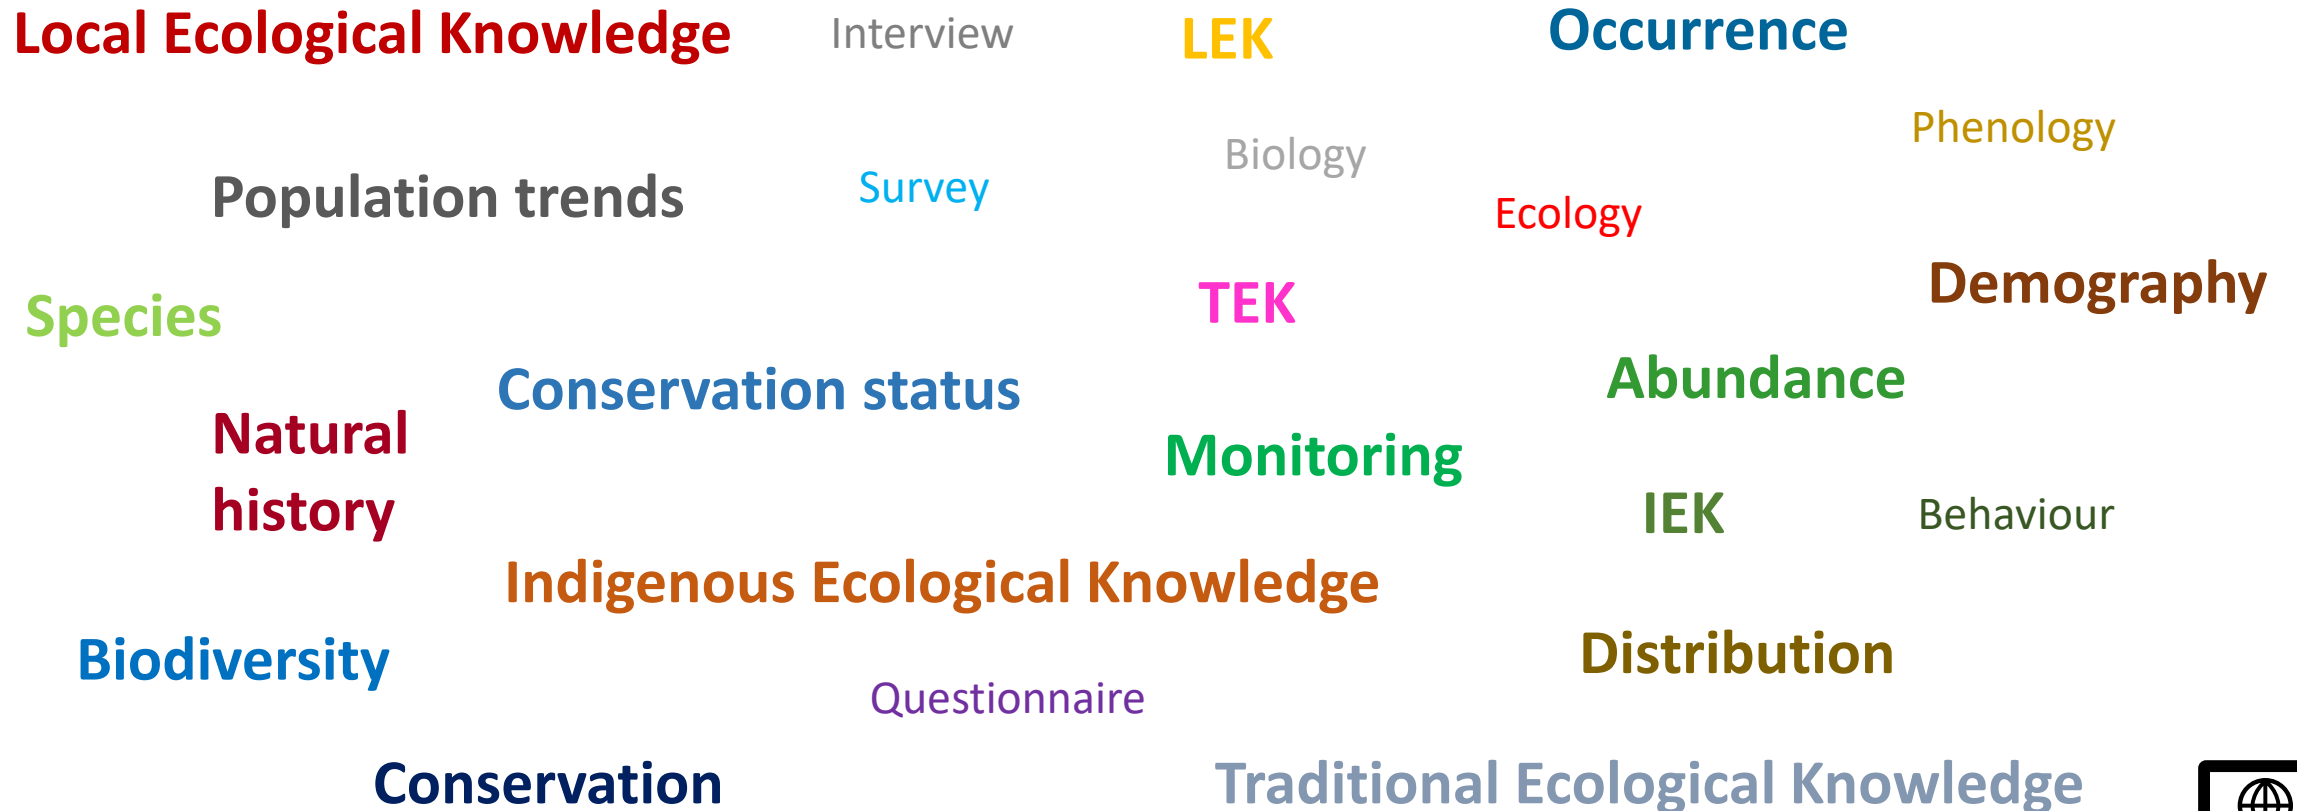 Local Ecological Knowledge
Interview
LEK
Occurrence
Phenology
Biology
Population trends
Survey
Ecology
Demography
Species
TEK
Conservation status
Abundance
Natural
history
Monitoring
IEK
Behaviour
Indigenous Ecological Knowledge
Biodiversity
Distribution
Questionnaire
Conservation
Traditional Ecological Knowledge